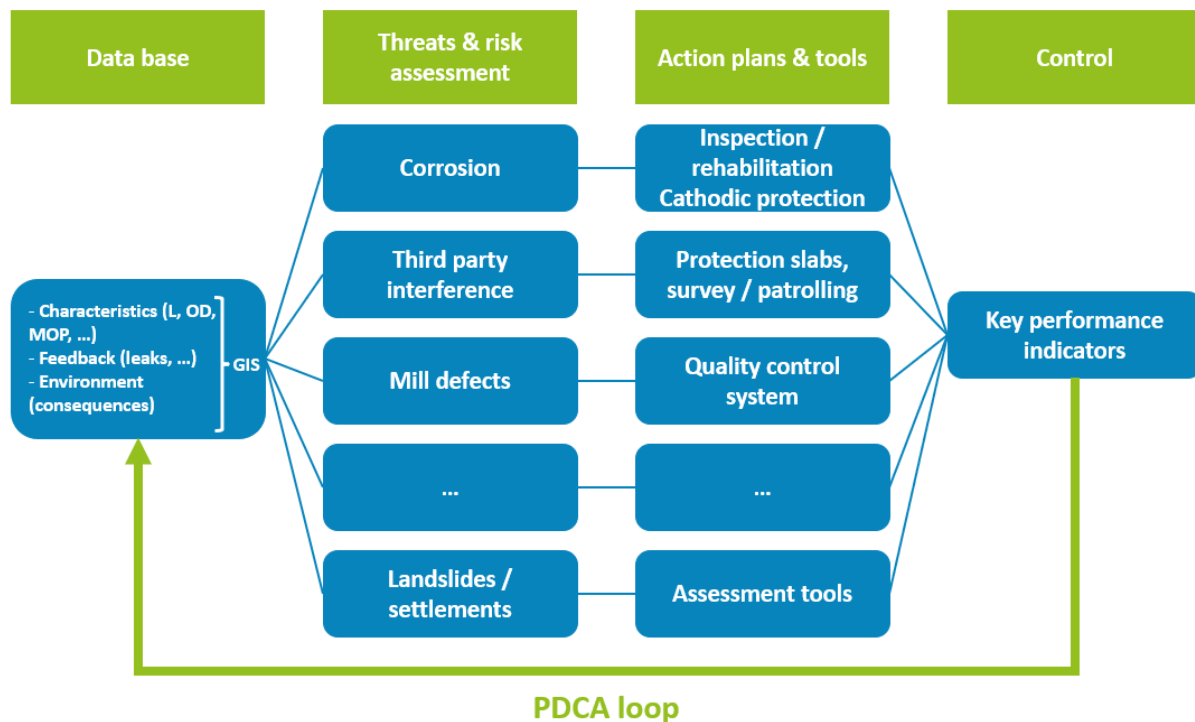 Data base
Threats & risk
assessment
Action plans & tools
Control
- Characteristics (L, OD,
MOP, ...)
- Feedback (leaks, ...)
- Environment
(consequences)
GIS
Corrosion
Inspection /
rehabilitation
Cathodic protection
Third party
interference
Protection slabs,
survey / patrolling
Mill defects
Quality control
system
...
...
Landslides /
settlements
Assessment tools
Key performance
indicators
PDCA loop